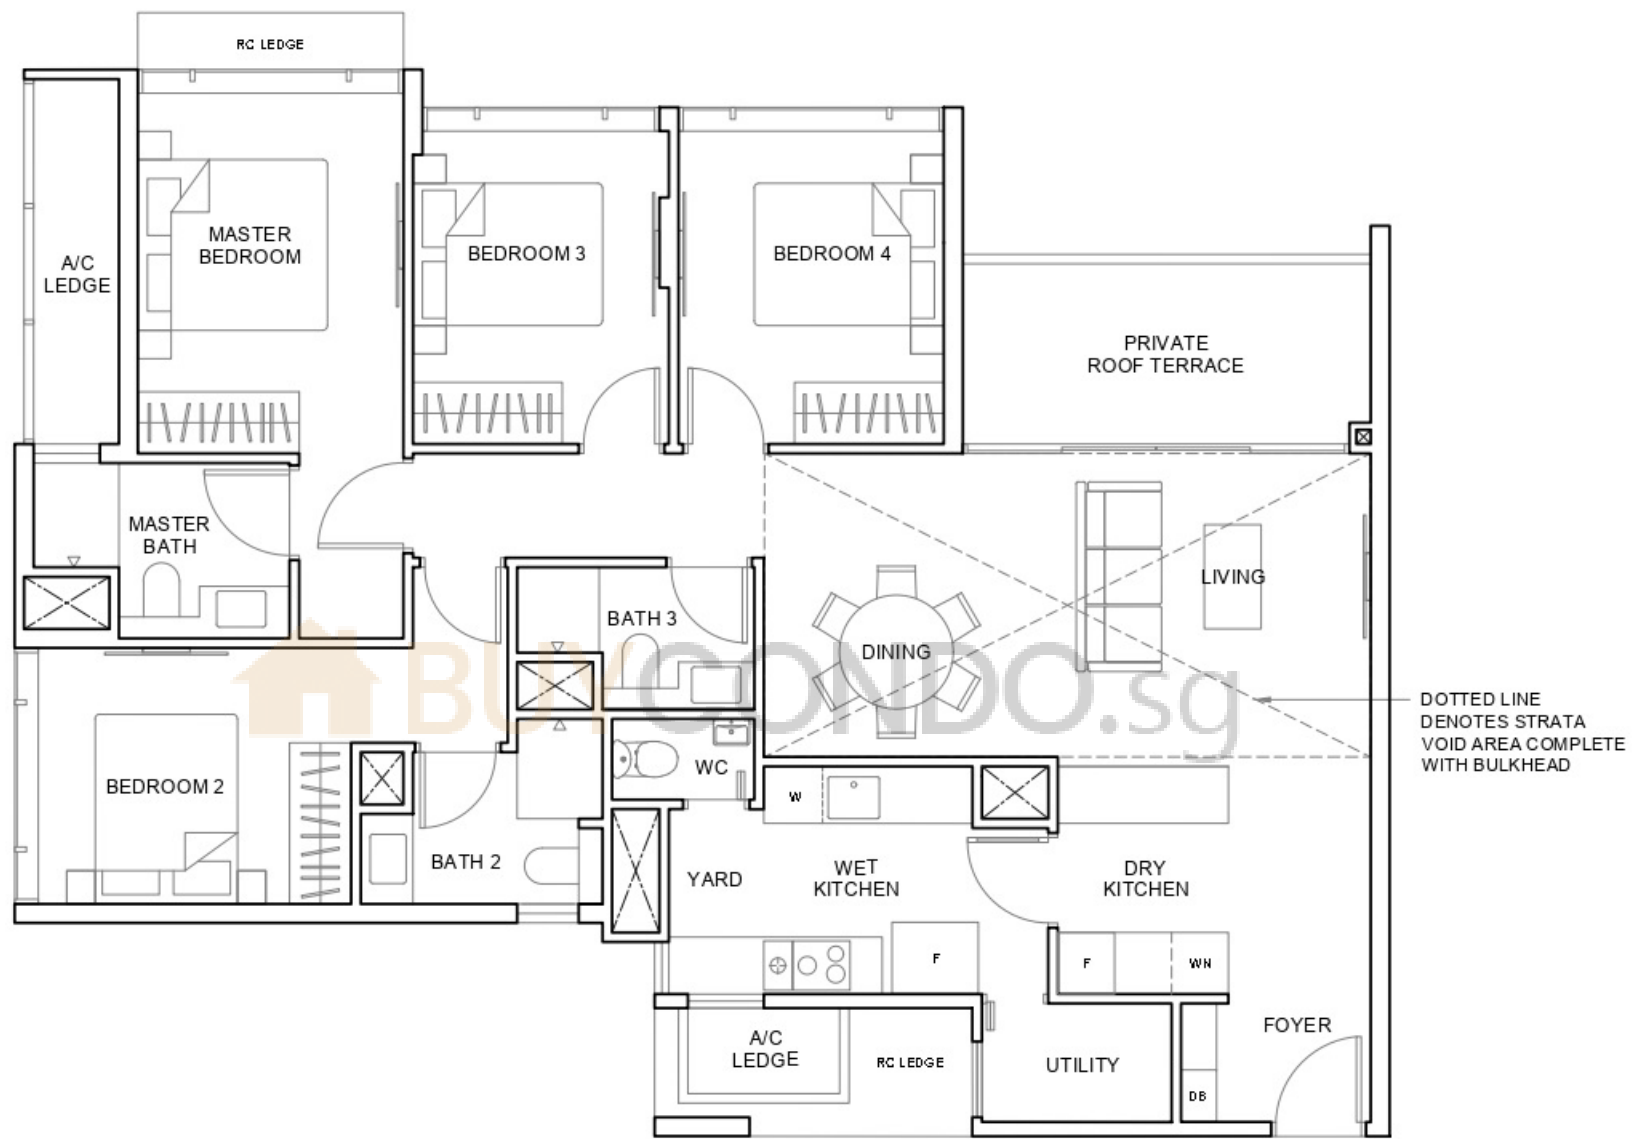 RC LEDGE
A/C
LEDGE
MASTER
BEDROOM
BEDROOM 3
BEDROOM 4
PRIVATE
ROOF TERRACE
MASTER
BATH
BATH 3
LIVING
DINING
BUYCONDO.sg
DOTTED LINE
DENOTES STRATA
VOID AREA COMPLETE
WITH BULKHEAD
BEDROOM 2
WC
W
BATH 2
YARD
WET
KITCHEN
DRY
KITCHEN
F
F
WN
A/C
LEDGE
RC LEDGE
UTILITY
FOYER
DB